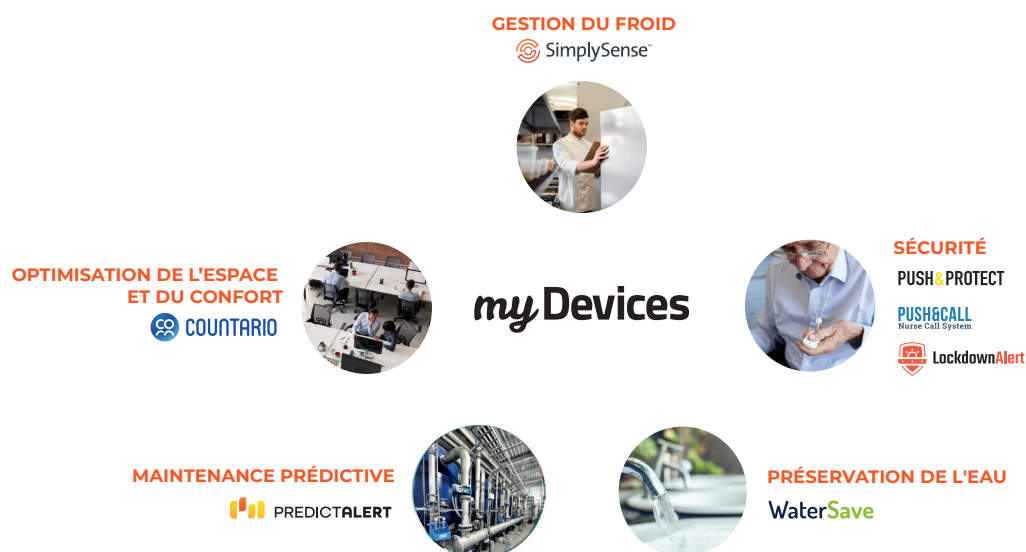 GESTION DU FROID
SimplySense™
OPTIMISATION DE L'ESPACE
ET DU CONFORT
COUNTARIO
myDevices
SÉCURITÉ
PUSH&PROTECT
PUSH&CALL
Nurse Call System
LockdownAlert
MAINTENANCE PRÉDICTIVE
PREDICTALERT
PRÉSERVATION DE L'EAU
WaterSave